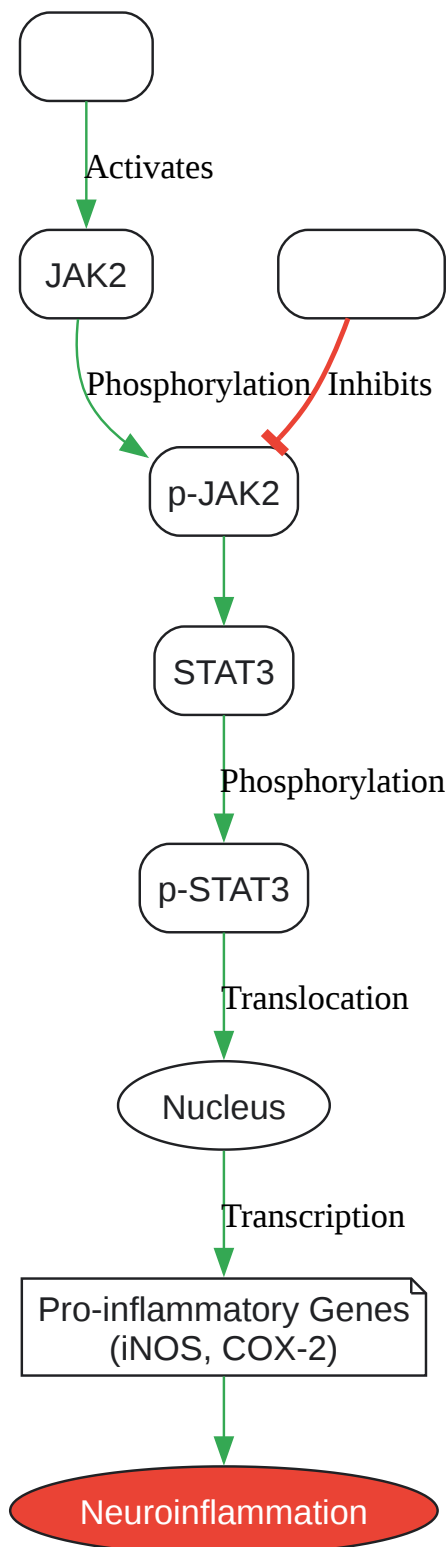 Activates
JAK2
Phosphorylation
Inhibits
p-JAK2
STAT3
Phosphorylation
p-STAT3
Translocation
Nucleus
Transcription
Pro-inflammatory Genes
(iNOS, COX-2)
Neuroinflammation